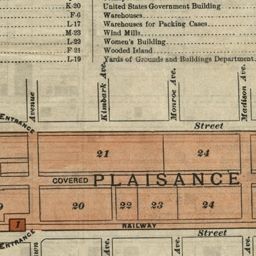 K-20 United States Government Building
F-6 Warehouses
L-17 Warehouses for Packing Cases
M-23 Wind Mills
L-22 Women's Building
F-21 Wooded Island
L-19 Yards of Grounds and Buildings Department
Avenue
Kimbark Ave.
Monroe Ave.
Madison Ave.
ENTRANCE
Street
21 24
COVERED PLAISANCE
20 22 23 24
1
RAILWAY
ENTRANCE
Street
Ave.
Ave.
Ave.